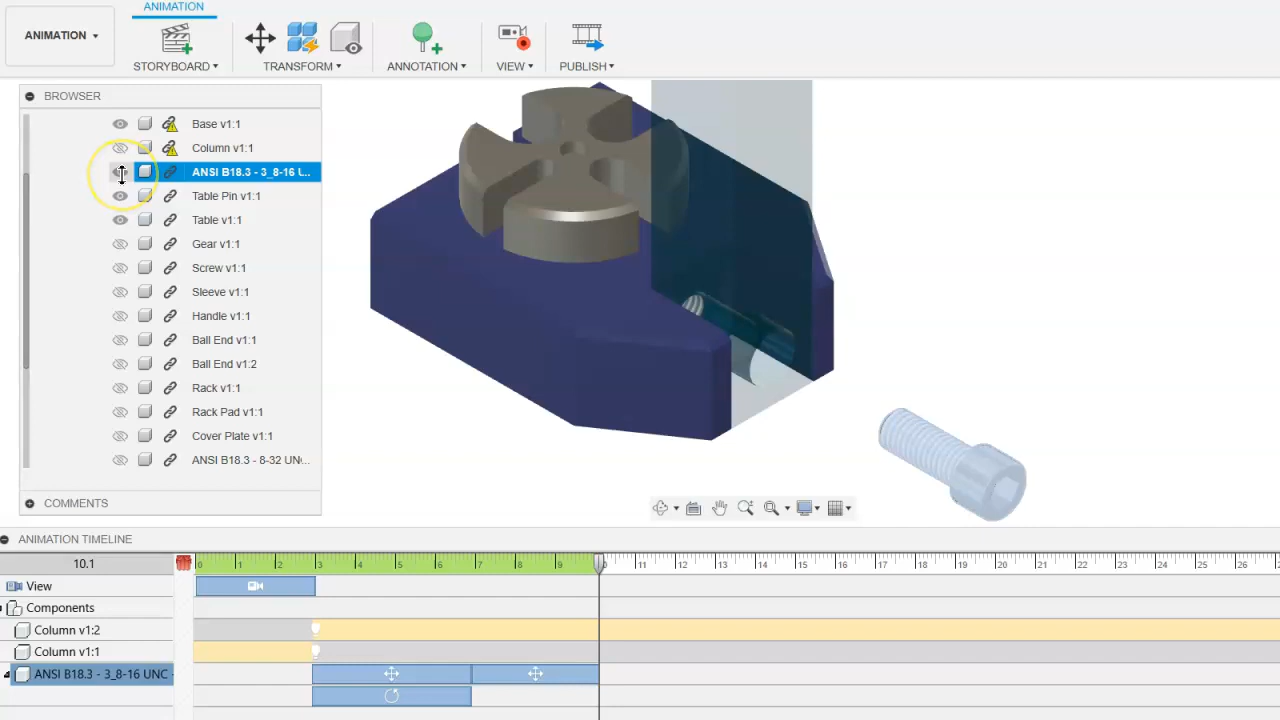 ANIMATION
ANIMATION
STORYBOARD
TRANSFORM
ANNOTATION
VIEW
PUBLISH
BROWSER
Base v1:1
Column v1:1
ANSI B18.3 - 3_8-16 U...
Table Pin v1:1
Table v1:1
Gear v1:1
Screw v1:1
Sleeve v1:1
Handle v1:1
Ball End v1:1
Ball End v1:2
Rack v1:1
Rack Pad v1:1
Cover Plate v1:1
ANSI B18.3 - 8-32 UN...
COMMENTS
ANIMATION TIMELINE
10.1
0 1 2 3 4 5 6 7 8 9 0 11 12 13 14 15 16 17 18 19 20 21 22 23 24 25 26
View
Components
Column v1:2
Column v1:1
ANSI B18.3 - 3_8-16 UNC -